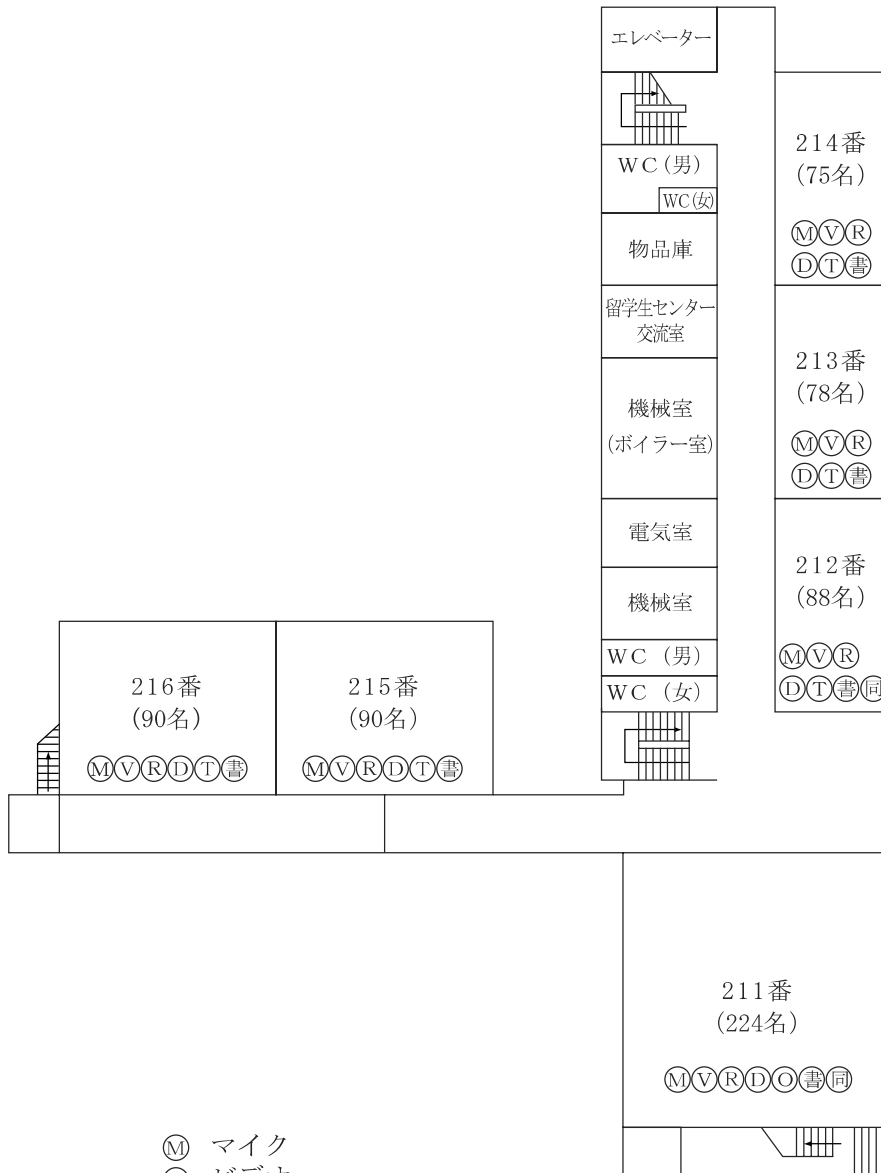 エレベーター
214番
(75名)
ⓂⓋⓇ
ⒹⓉ書
WC(男)
WC(女)
物品庫
留学生センター
交流室
213番
(78名)
ⓂⓋⓇ
ⒹⓉ書
機械室
(ボイラー室)
電気室
212番
(88名)
ⓂⓋⓇ
ⒹⓉ書同
機械室
WC (男)
WC (女)
216番
(90名)
ⓂⓋⓇⒹⓉ書
215番
(90名)
ⓂⓋⓇⒹⓉ書
211番
(224名)
ⓂⓋⓇⒹⓄ書同
Ⓜ マイク